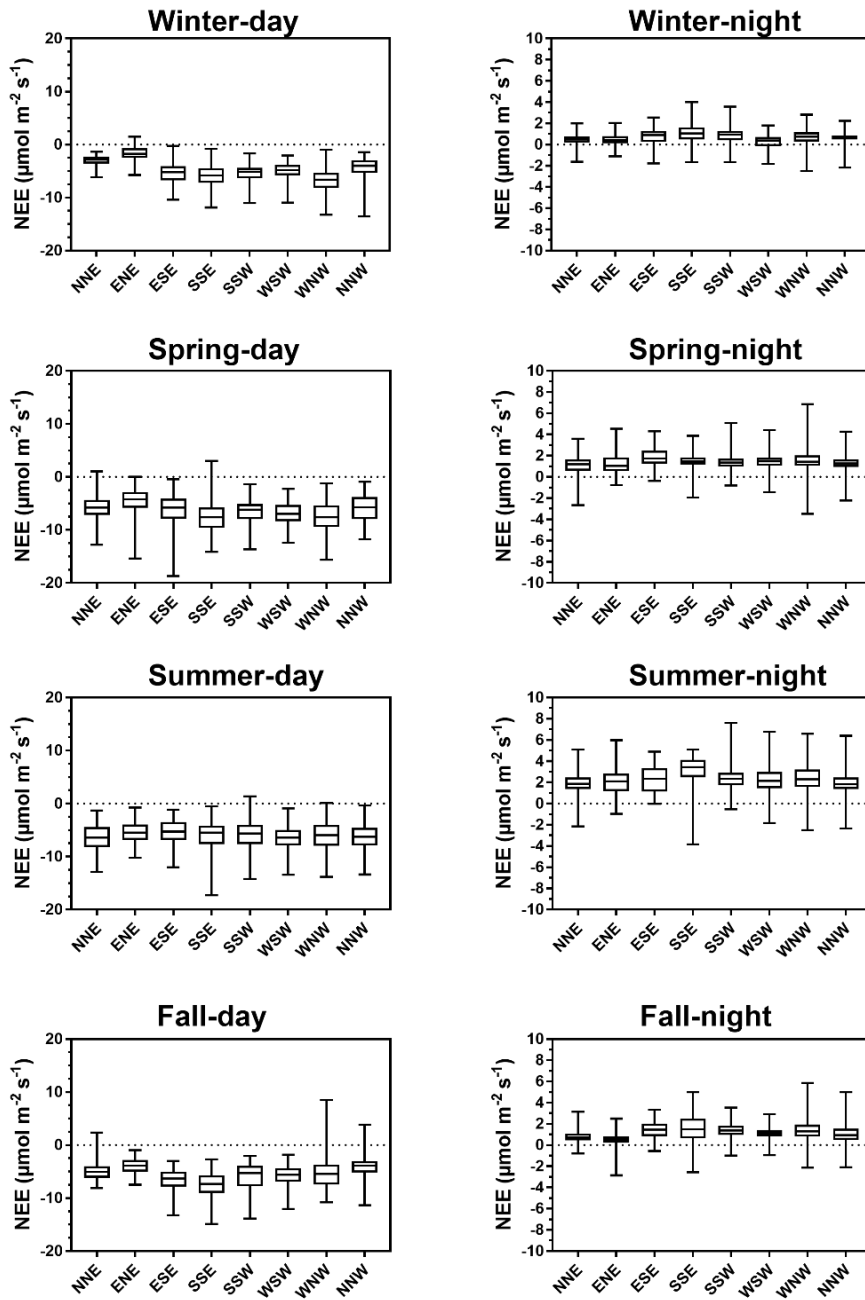 Winter-day
NEE (µmol m⁻² s⁻¹)
20
10
0
-10
-20
NNE ENE ESE SSE SSW WSW WNW NNW
Winter-night
NEE (µmol m⁻² s⁻¹)
10
8
6
4
2
0
-2
-4
-6
-8
-10
NNE ENE ESE SSE SSW WSW WNW NNW
Spring-day
NEE (µmol m⁻² s⁻¹)
20
10
0
-10
-20
NNE ENE ESE SSE SSW WSW WNW NNW
Spring-night
NEE (µmol m⁻² s⁻¹)
10
8
6
4
2
0
-2
-4
-6
-8
-10
NNE ENE ESE SSE SSW WSW WNW NNW
Summer-day
NEE (µmol m⁻² s⁻¹)
20
10
0
-10
-20
NNE ENE ESE SSE SSW WSW WNW NNW
Summer-night
NEE (µmol m⁻² s⁻¹)
10
8
6
4
2
0
-2
-4
-6
-8
-10
NNE ENE ESE SSE SSW WSW WNW NNW
Fall-day
NEE (µmol m⁻² s⁻¹)
20
10
0
-10
-20
NNE ENE ESE SSE SSW WSW WNW NNW
Fall-night
NEE (µmol m⁻² s⁻¹)
10
8
6
4
2
0
-2
-4
-6
-8
-10
NNE ENE ESE SSE SSW WSW WNW NNW